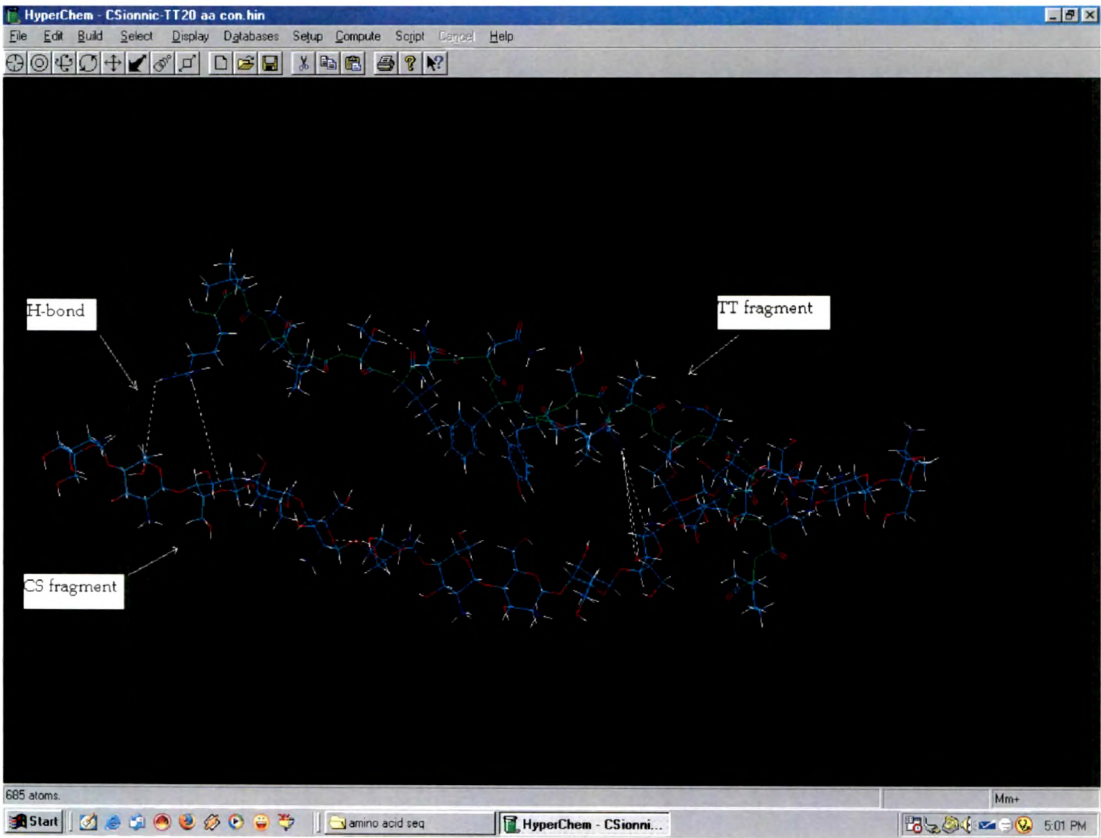 HyperChem - CSionnic-TT20 aa con.hin
File Edit Build Select Display Databases Setup Compute Script Cancel Help
H-bond
TT fragment
CS fragment
685 atoms.
Mm+
Start
amino acid seq
HyperChem - CSionni...
5:01 PM